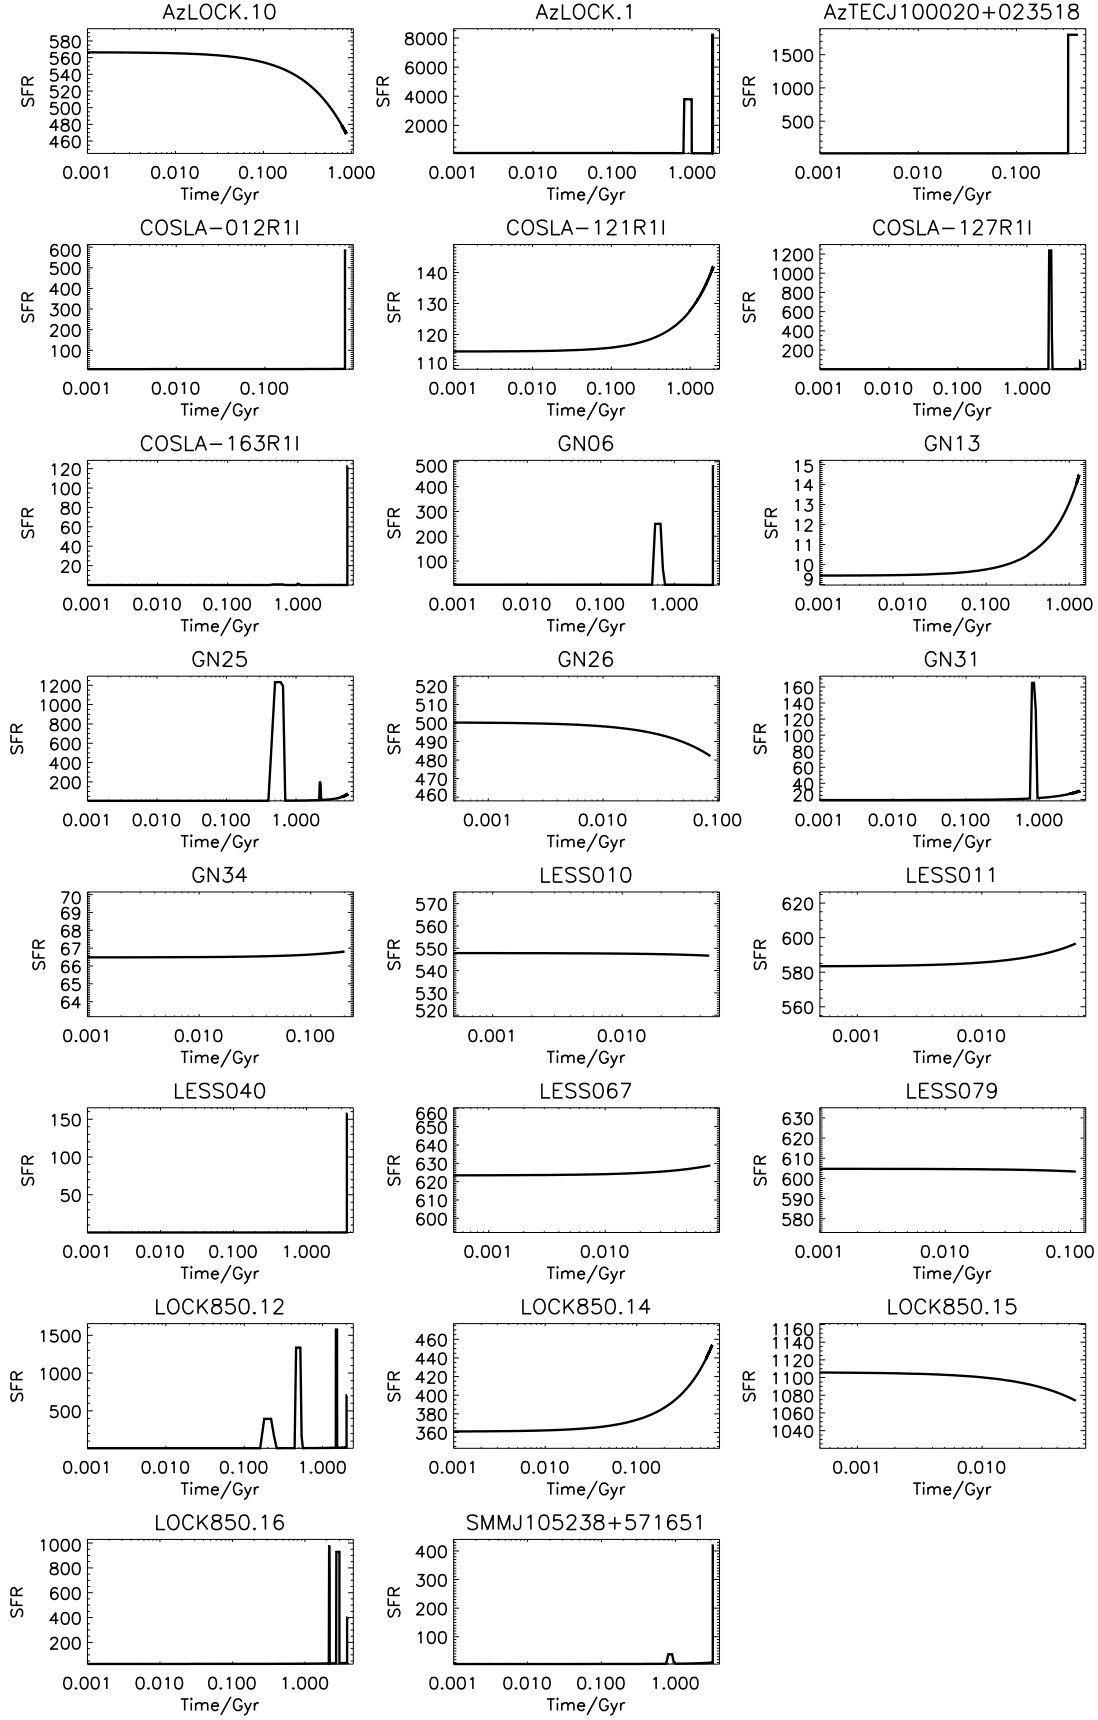 AzLOCK.10 AzLOCK.1 AzTECJ100020+023518
580 560 540 520 500 480 460 SFR 0.001 0.010 0.100 1.000 Time/Gyr
8000 6000 4000 2000 SFR 0.001 0.010 0.100 1.000 Time/Gyr
1500 1000 500 SFR 0.001 0.010 0.100 Time/Gyr
COSLA-012R1I COSLA-121R1I COSLA-127R1I
600 500 400 300 200 100 SFR 0.001 0.010 0.100 Time/Gyr
140 130 120 110 SFR 0.001 0.010 0.100 1.000 Time/Gyr
1200 1000 800 600 400 200 SFR 0.001 0.010 0.100 1.000 Time/Gyr
COSLA-163R1I GN06 GN13
120 100 80 60 40 20 SFR 0.001 0.010 0.100 1.000 Time/Gyr
500 400 300 200 100 SFR 0.001 0.010 0.100 1.000 Time/Gyr
15 14 13 12 11 10 9 SFR 0.001 0.010 0.100 1.000 Time/Gyr
GN25 GN26 GN31
1200 1000 800 600 400 200 SFR 0.001 0.010 0.100 1.000 Time/Gyr
520 510 500 490 480 470 460 SFR 0.001 0.010 0.100 Time/Gyr
160 140 120 100 80 60 40 20 SFR 0.001 0.010 0.100 1.000 Time/Gyr
GN34 LESS010 LESS011
70 69 68 67 66 65 64 SFR 0.001 0.010 0.100 Time/Gyr
570 560 550 540 530 520 SFR 0.001 0.010 Time/Gyr
620 600 580 560 SFR 0.001 0.010 Time/Gyr
LESS040 LESS067 LESS079
150 100 50 SFR 0.001 0.010 0.100 1.000 Time/Gyr
660 650 640 630 620 610 600 SFR 0.001 0.010 Time/Gyr
630 620 610 600 590 580 SFR 0.001 0.010 0.100 Time/Gyr
LOCK850.12 LOCK850.14 LOCK850.15
1500 1000 500 SFR 0.001 0.010 0.100 1.000 Time/Gyr
460 440 420 400 380 360 SFR 0.001 0.010 0.100 Time/Gyr
1160 1140 1120 1100 1080 1060 1040 SFR 0.001 0.010 Time/Gyr
LOCK850.16 SMMJ105238+571651
1000 800 600 400 200 SFR 0.001 0.010 0.100 1.000 Time/Gyr
400 300 200 100 SFR 0.001 0.010 0.100 1.000 Time/Gyr